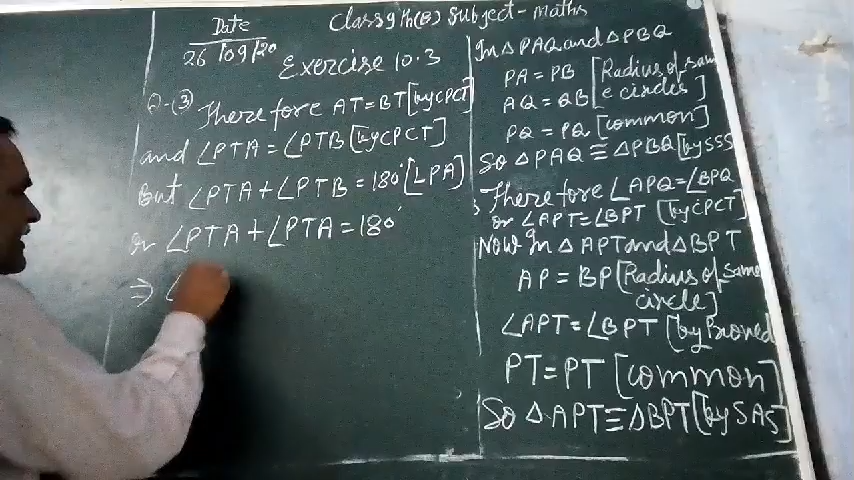 Class 9th(B) Subject-maths
Date
26/09/20
Exercise 10.3
In △PAQ and △PBQ
PA = PB [Radius of sam
AQ = QB e circles]
PQ = PQ [common]
So △PAQ ≅ △PBQ [by SSS
Therefore ∠APQ = ∠BPQ
or ∠APT = ∠BPT [by CPCT]
Now In △APT and △BPT
AP = BP [Radius of same
circle]
∠APT = ∠BPT [by Proved
PT = PT [common]
So △APT ≅ △BPT [by SAS]
Q-(3) Therefore AT = BT [by CPCT]
and ∠PTA = ∠PTB [by CPCT]
But ∠PTA + ∠PTB = 180° [LPA]
or ∠PTA + ∠PTA = 180°
⇒ ∠